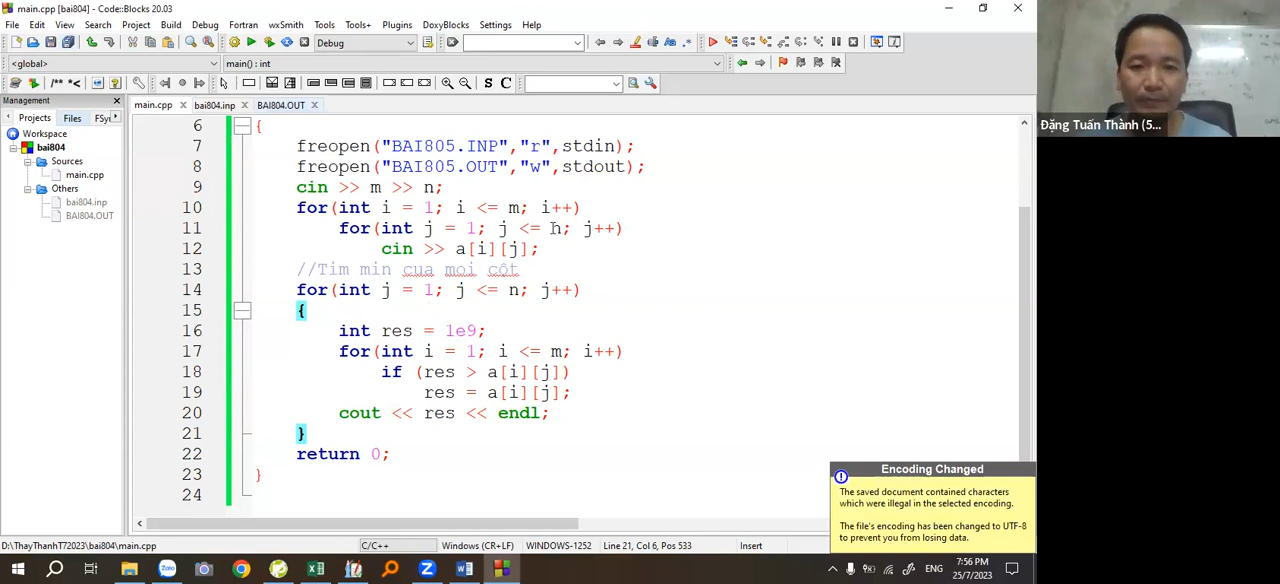 main.cpp [bai804] - Code::Blocks 20.03
File Edit View Search Project Build Debug Fortran wxSmith Tools Tools+ Plugins DoxyBlocks Settings Help
Debug
<global> main() : int
/** *<
S C
Management
Projects Files FSy
Workspace
bai804
Sources
main.cpp
Others
bai804.inp
BAI804.OUT
main.cpp bai804.inp BAI804.OUT
6 {
7 freopen("BAI805.INP","r",stdin);
8 freopen("BAI805.OUT","w",stdout);
9 cin >> m >> n;
10 for(int i = 1; i <= m; i++)
11 for(int j = 1; j <= n; j++)
12 cin >> a[i][j];
13 //Tim min cua moi cột
14 for(int j = 1; j <= n; j++)
15 {
16 int res = 1e9;
17 for(int i = 1; i <= m; i++)
18 if (res > a[i][j])
19 res = a[i][j];
20 cout << res << endl;
21 }
22 return 0;
23 }
24
Encoding Changed
The saved document contained characters
which were illegal in the selected encoding.
The file's encoding has been changed to UTF-8
to prevent you from losing data.
D:\ThayThanhT72023\bai804\main.cpp C/C++ Windows (CR+LF) WINDOWS-1252 Line 21, Col 6, Pos 533 Insert
Zalo
ENG
7:56 PM
25/7/2023
Đặng Tuấn Thành (5...